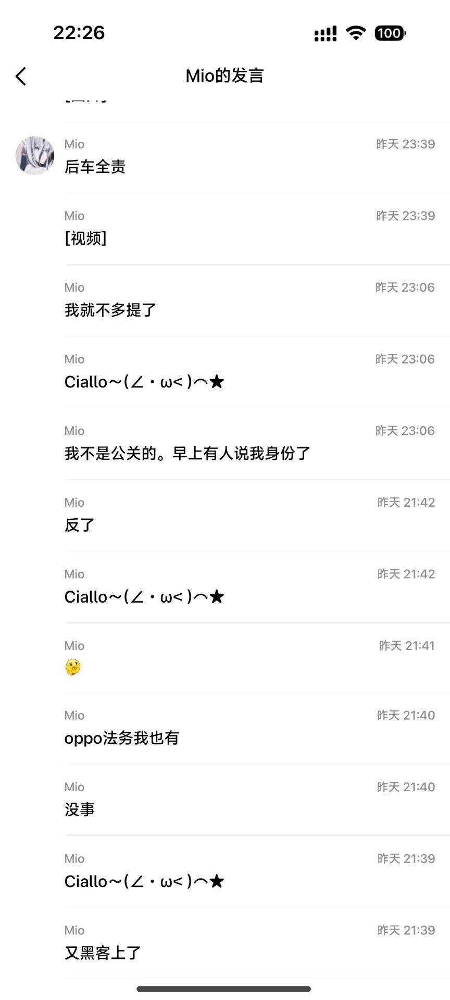 22:26
100
Mio的发言
Mio
昨天 23:39
后车全责
Mio
昨天 23:39
[视频]
Mio
昨天 23:06
我就不多提了
Mio
昨天 23:06
Ciallo～(∠・ω< )⌒★
Mio
昨天 23:06
我不是公关的。早上有人说我身份了
Mio
昨天 21:42
反了
Mio
昨天 21:42
Ciallo～(∠・ω< )⌒★
Mio
昨天 21:41
Mio
昨天 21:40
oppo法务我也有
Mio
昨天 21:40
没事
Mio
昨天 21:39
Ciallo～(∠・ω< )⌒★
Mio
昨天 21:39
又黑客上了